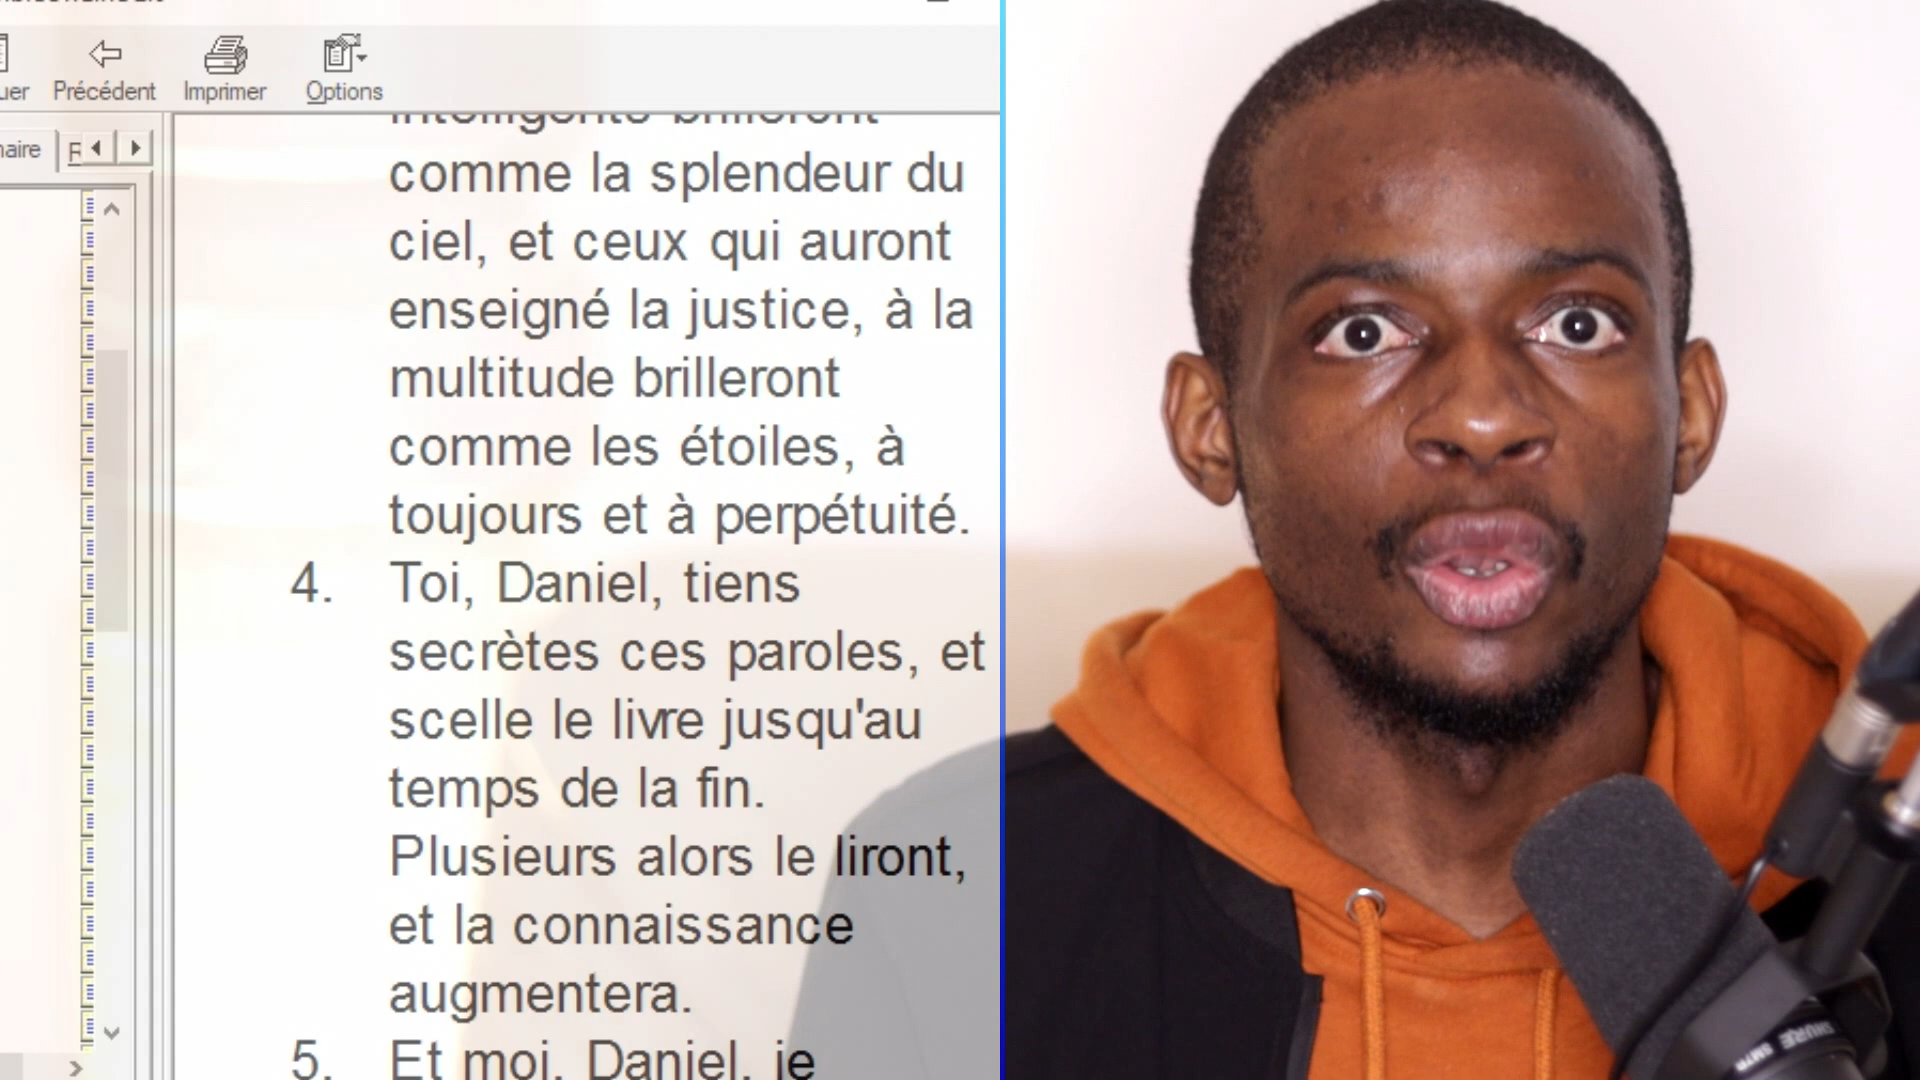 Précédent
Imprimer
Options
comme la splendeur du
ciel, et ceux qui auront
enseigné la justice, à la
multitude brilleront
comme les étoiles, à
toujours et à perpétuité.
4. Toi, Daniel, tiens
secrètes ces paroles, et
scelle le livre jusqu'au
temps de la fin.
Plusieurs alors le liront,
et la connaissance
augmentera.
5. Et moi, Daniel, je
SHURE
SM7B